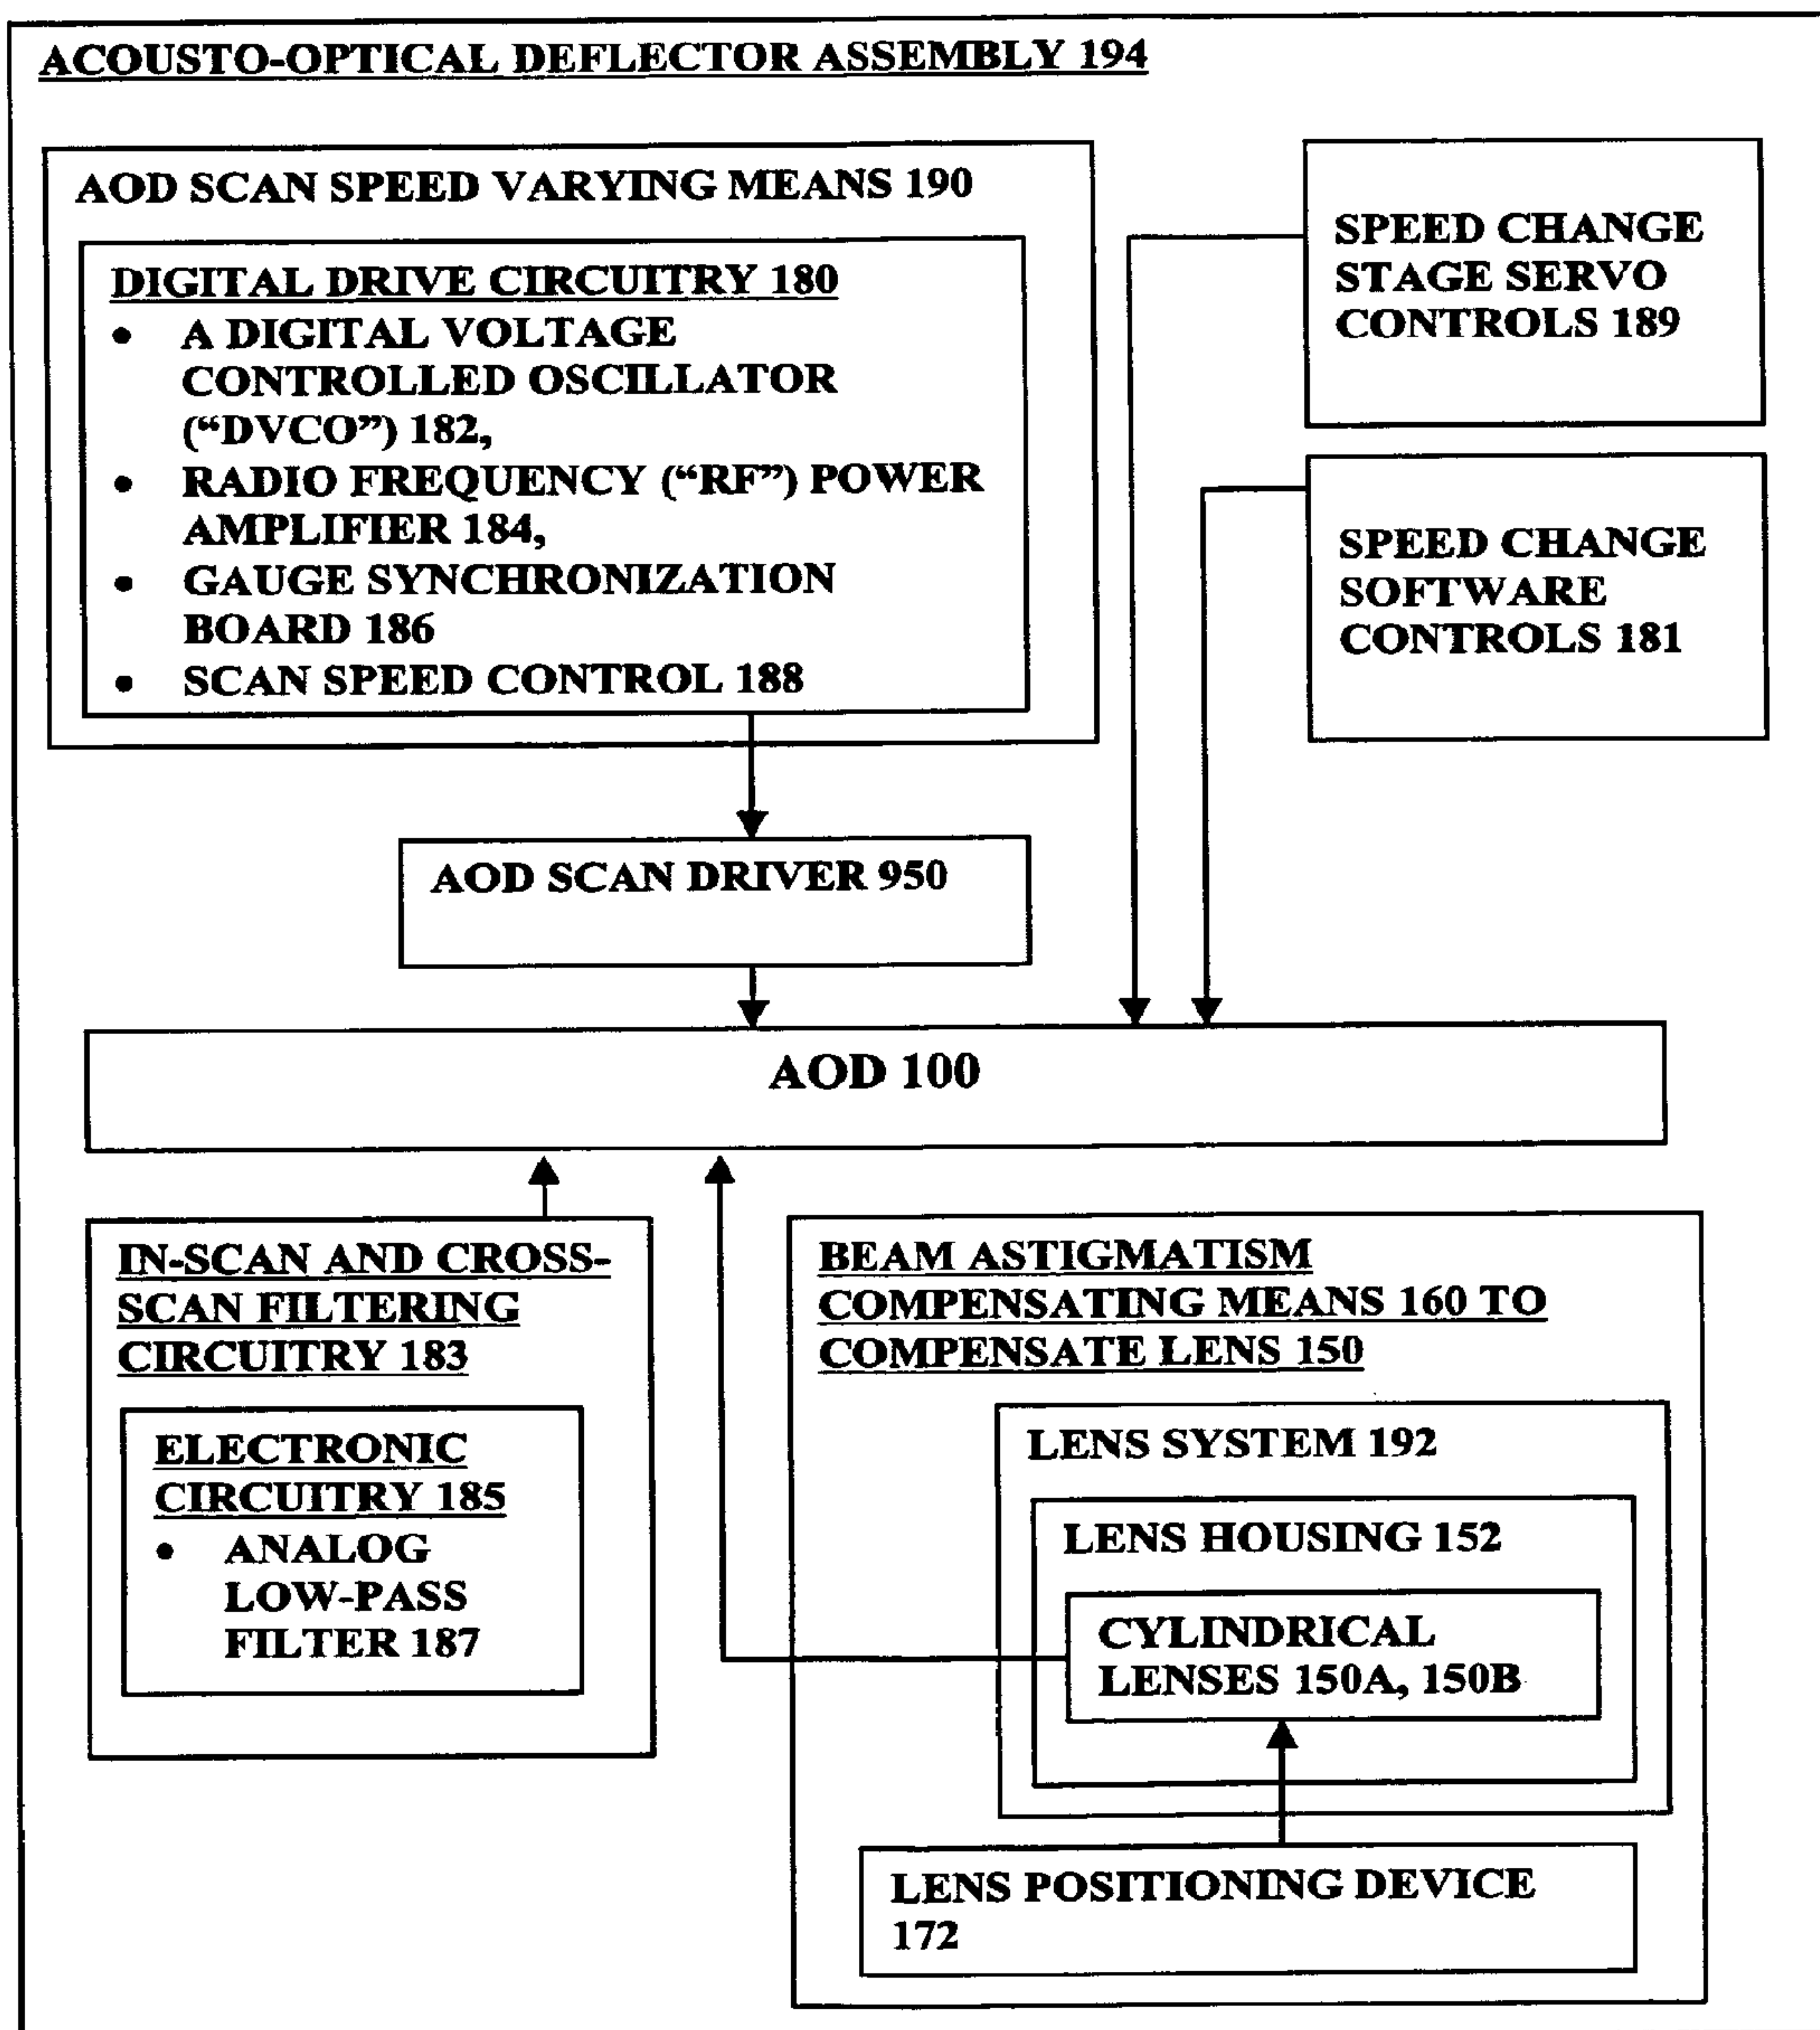 ACOUSTO-OPTICAL DEFLECTOR ASSEMBLY 194
AOD SCAN SPEED VARYING MEANS 190
DIGITAL DRIVE CIRCUITRY 180
• A DIGITAL VOLTAGE
CONTROLLED OSCILLATOR
(“DVCO”) 182,
• RADIO FREQUENCY (“RF”) POWER
AMPLIFIER 184,
• GAUGE SYNCHRONIZATION
BOARD 186
• SCAN SPEED CONTROL 188
SPEED CHANGE
STAGE SERVO
CONTROLS 189
SPEED CHANGE
SOFTWARE
CONTROLS 181
AOD SCAN DRIVER 950
AOD 100
IN-SCAN AND CROSS-
SCAN FILTERING
CIRCUITRY 183
ELECTRONIC
CIRCUITRY 185
• ANALOG
LOW-PASS
FILTER 187
BEAM ASTIGMATISM
COMPENSATING MEANS 160 TO
COMPENSATE LENS 150
LENS SYSTEM 192
LENS HOUSING 152
CYLINDRICAL
LENSES 150A, 150B
LENS POSITIONING DEVICE
172